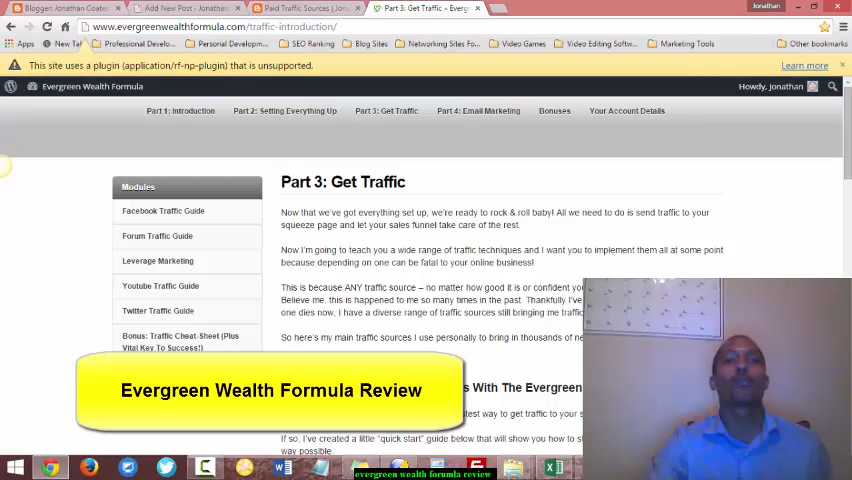 Jonathan
Bloggen Jonathan Coates
Add New Post - Jonathan
Paid Traffic Sources | Jon
Part 3: Get Traffic « Everg
www.evergreenwealthformula.com/traffic-introduction/
Apps
New Ta
Professional Develo...
Personal Development
SEO Ranking
Blog Sites
Networking Sites Fo...
Video Games
Video Editing Softw...
Marketing Tools
Other bookmarks
This site uses a plugin (application/rf-np-plugin) that is unsupported.
Learn more
Evergreen Wealth Formula
Howdy, Jonathan
Part 1: Introduction
Part 2: Setting Everything Up
Part 3: Get Traffic
Part 4: Email Marketing
Bonuses
Your Account Details
Modules
Facebook Traffic Guide
Forum Traffic Guide
Leverage Marketing
Youtube Traffic Guide
Twitter Traffic Guide
Bonus: Traffic Cheat-Sheet (Plus
Vital Key To Success!)
Part 3: Get Traffic
Now that we've got everything set up, we're ready to rock & roll baby! All we need to do is send traffic to your
squeeze page and let your sales funnel take care of the rest.
Now I'm going to teach you a wide range of traffic techniques and I want you to implement them all at some point
because depending on one can be fatal to your online business!
This is because ANY traffic source – no matter how good it is or confident you
Believe me, this is happened to me so many times in the past. Thankfully I've
one dies now, I have a diverse range of traffic sources still bringing me traffic
So here's my main traffic sources I use personally to bring in thousands of
s With The Evergreen
stest way to get traffic to your s
If so, I've created a little "quick start" guide below that will show you how to
way possible.
Evergreen Wealth Formula Review
evergreen wealth forumla review